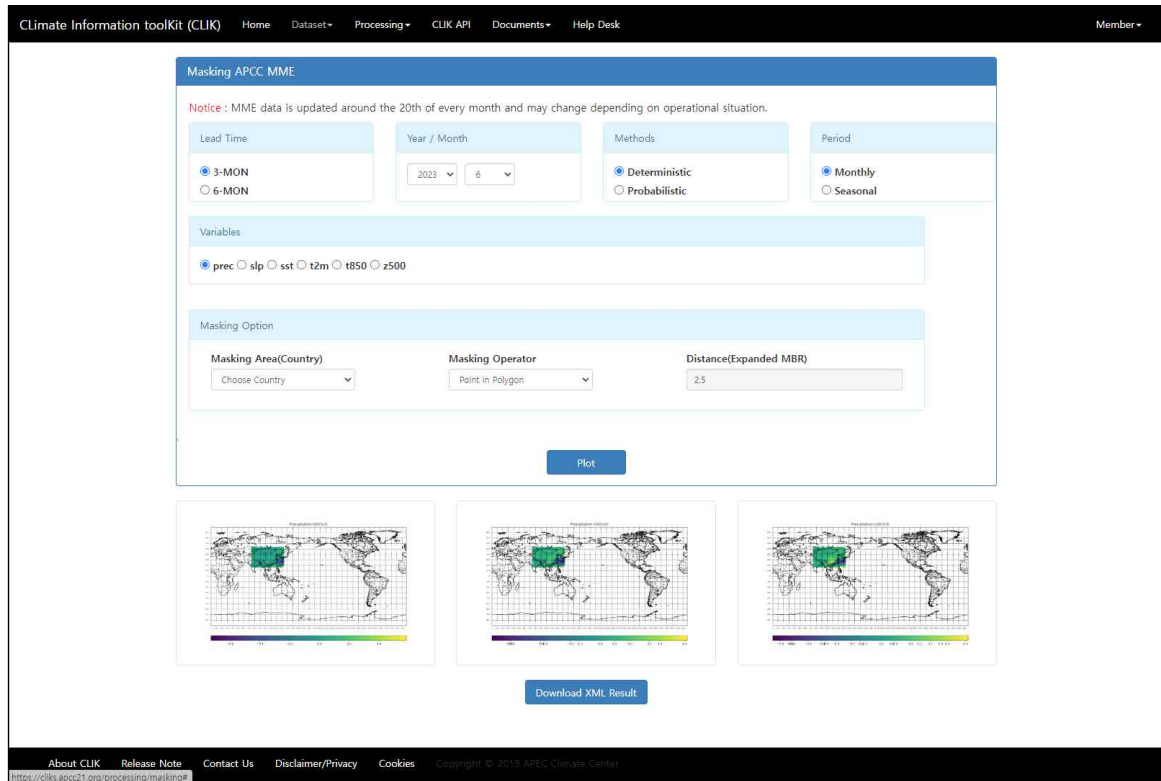 CLimate Information toolKit (CLIK) Home Dataset Processing CLIK API Documents Help Desk Member
Masking APCC MME
Notice : MME data is updated around the 20th of every month and may change depending on operational situation.
Lead Time
3-MON
6-MON
Year / Month
2023 6
Methods
Deterministic
Probabilistic
Period
Monthly
Seasonal
Variables
prec slp sst t2m t850 z500
Masking Option
Masking Area(Country) Masking Operator Distance(Expanded MBR)
Choose Country Point in Polygon 2.5
Plot
Download XML Result
About CLIK Release Note Contact Us Disclaimer/Privacy Cookies Copyright © 2019 APEC Climate Center
https://cliks.apcc21.org/processing/masking#